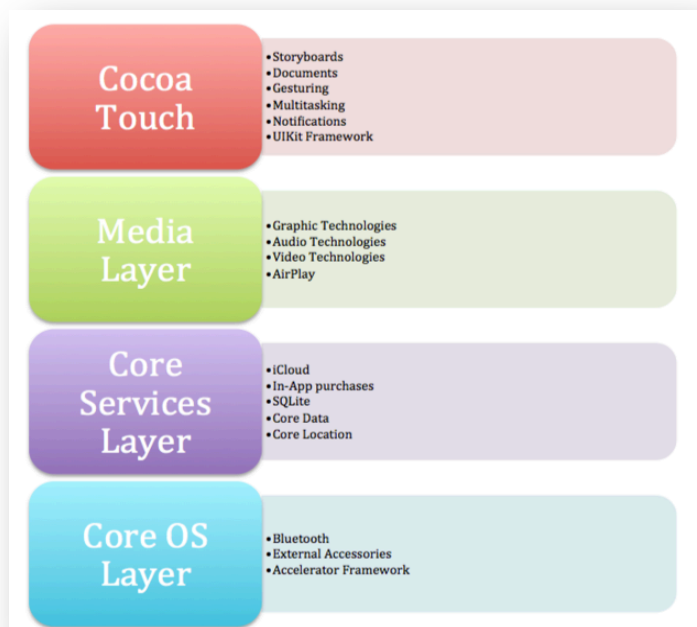 Cocoa
Touch
•Storyboards
•Documents
•Gesturing
•Multitasking
•Notifications
•UIKit Framework
Media
Layer
•Graphic Technologies
•Audio Technologies
•Video Technologies
•AirPlay
Core
Services
Layer
•iCloud
•In-App purchases
•SQLite
•Core Data
•Core Location
Core OS
Layer
•Bluetooth
•External Accessories
•Accelerator Framework